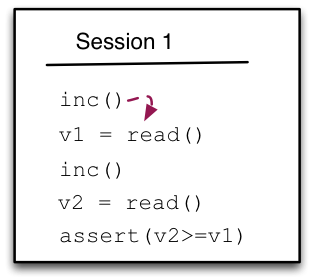 Session 1
inc()
v1 = read()
inc()
v2 = read()
assert(v2>=v1)